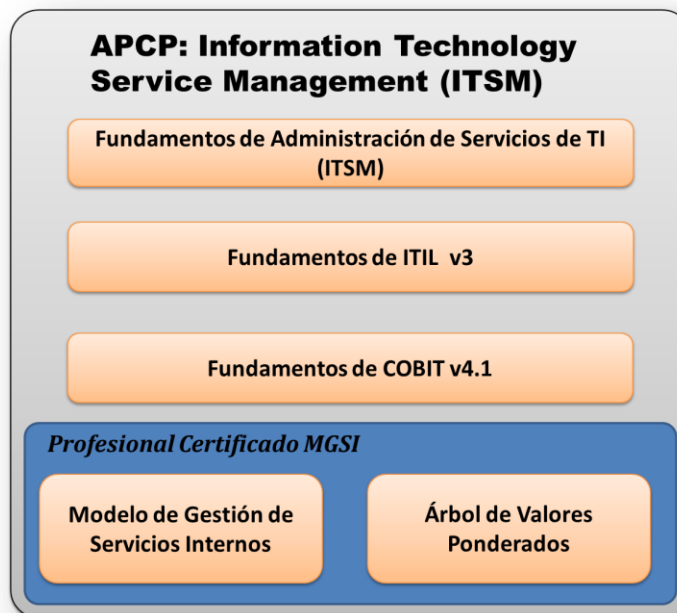 APCP: Information Technology
Service Management (ITSM)
Fundamentos de Administración de Servicios de TI
(ITSM)
Fundamentos de ITIL v3
Fundamentos de COBIT v4.1
Profesional Certificado MGSI
Modelo de Gestión de
Servicios Internos
Árbol de Valores
Ponderados